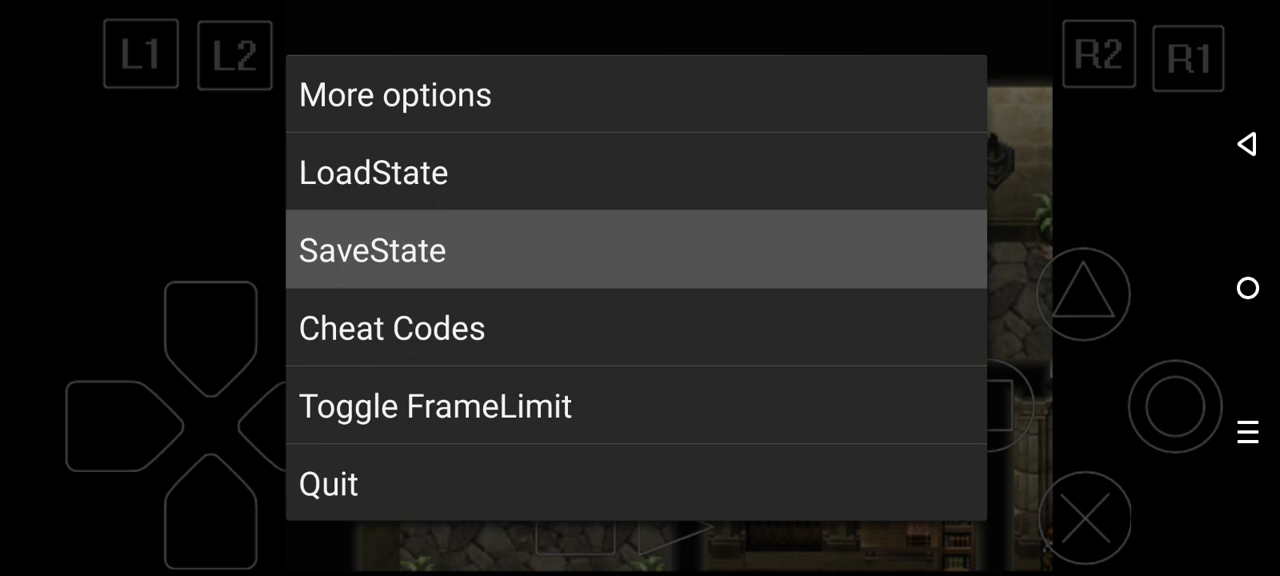 L1
L2
R2
R1
More options
LoadState
SaveState
Cheat Codes
Toggle FrameLimit
Quit